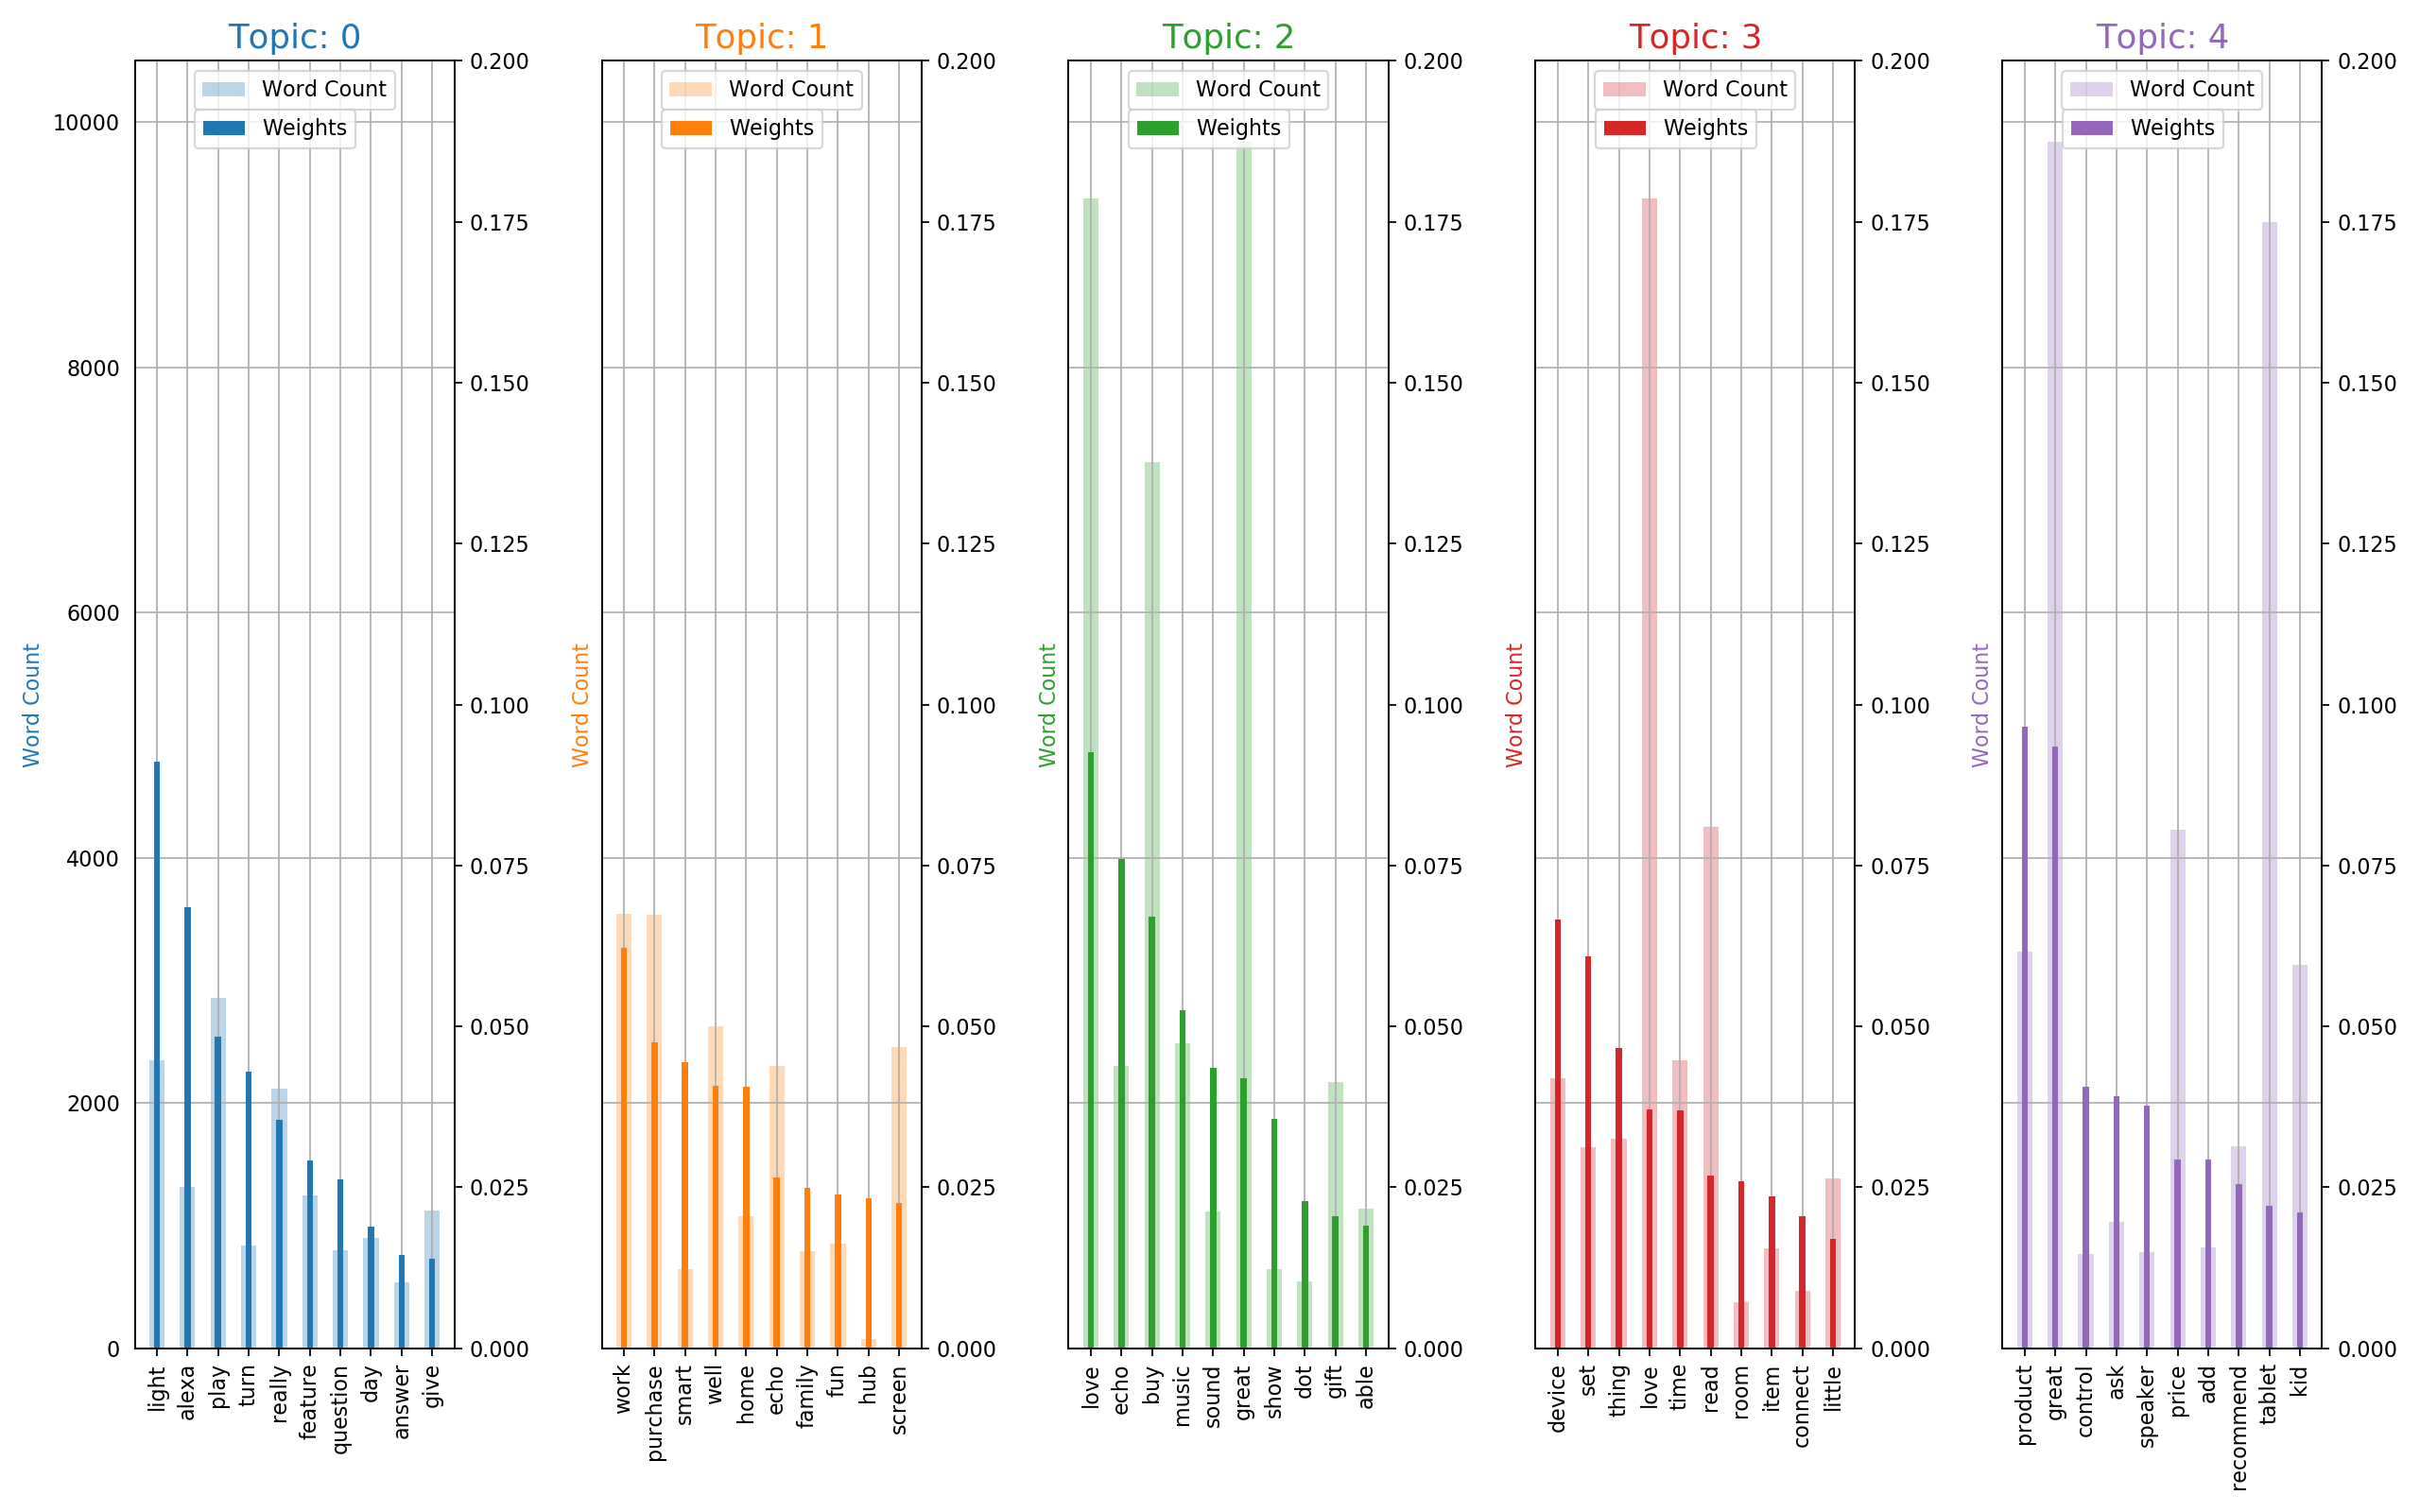 Topic: 0
Word Count
Weights
Word Count
10000
8000
6000
4000
2000
0
0.200
0.175
0.150
0.125
0.100
0.075
0.050
0.025
0.000
light
alexa
play
turn
really
feature
question
day
answer
give
Topic: 1
Word Count
Weights
Word Count
0.200
0.175
0.150
0.125
0.100
0.075
0.050
0.025
0.000
work
purchase
smart
well
home
echo
family
fun
hub
screen
Topic: 2
Word Count
Weights
Word Count
0.200
0.175
0.150
0.125
0.100
0.075
0.050
0.025
0.000
love
echo
buy
music
sound
great
show
dot
gift
able
Topic: 3
Word Count
Weights
Word Count
0.200
0.175
0.150
0.125
0.100
0.075
0.050
0.025
0.000
device
set
thing
love
time
read
room
item
connect
little
Topic: 4
Word Count
Weights
Word Count
0.200
0.175
0.150
0.125
0.100
0.075
0.050
0.025
0.000
product
great
control
ask
speaker
price
add
recommend
tablet
kid